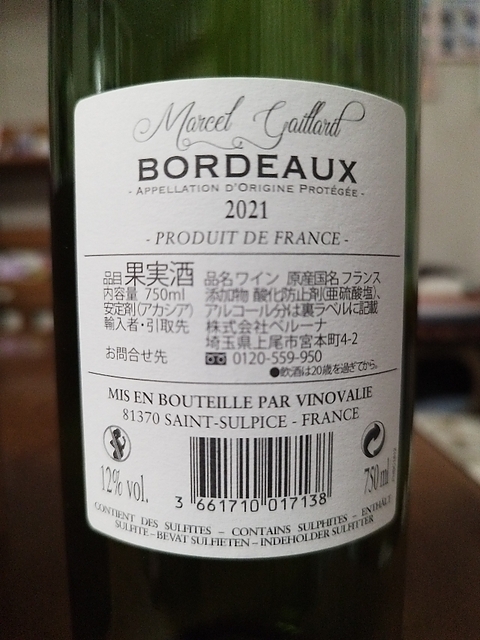 Marcel Gaillard
BORDEAUX
- APPELLATION D'ORIGINE PROTÉGÉE -
2021
- PRODUIT DE FRANCE -
品目 果実酒 品名 ワイン 原産国名 フランス
内容量 750ml 添加物 酸化防止剤(亜硫酸塩)、
安定剤(アカシア) アルコール分は裏ラベルに記載
輸入者・引取先 株式会社ベルーナ
埼玉県上尾市宮本町4-2
お問合せ先 0120-559-950
●飲酒は20歳を過ぎてから。
MIS EN BOUTEILLE PAR VINOVALIE
81370 SAINT-SULPICE - FRANCE
12% vol. 750 ml
3 661710 017138
CONTIENT DES SULFITES - CONTAINS SULPHITES - ENTHÄLT
SULFITE - BEVAT SULFIETEN - INDEHOLDER SULFITTER